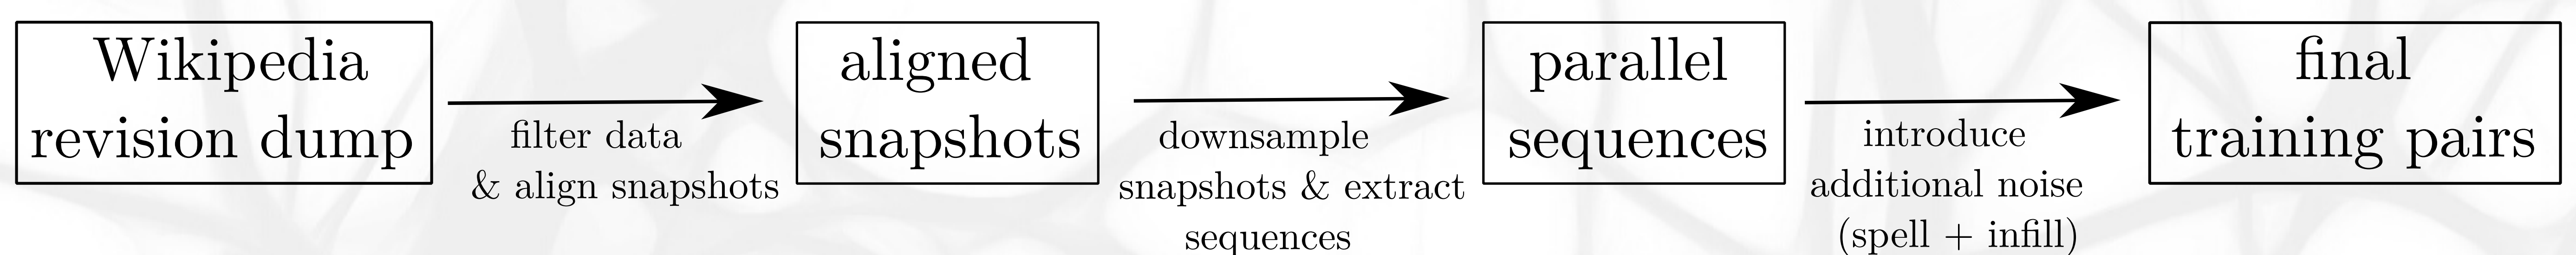 Wikipedia
revision dump
filter data
& align snapshots
aligned
snapshots
downsample
snapshots & extract
sequences
parallel
sequences
introduce
additional noise
(spell + infill)
final
training pairs